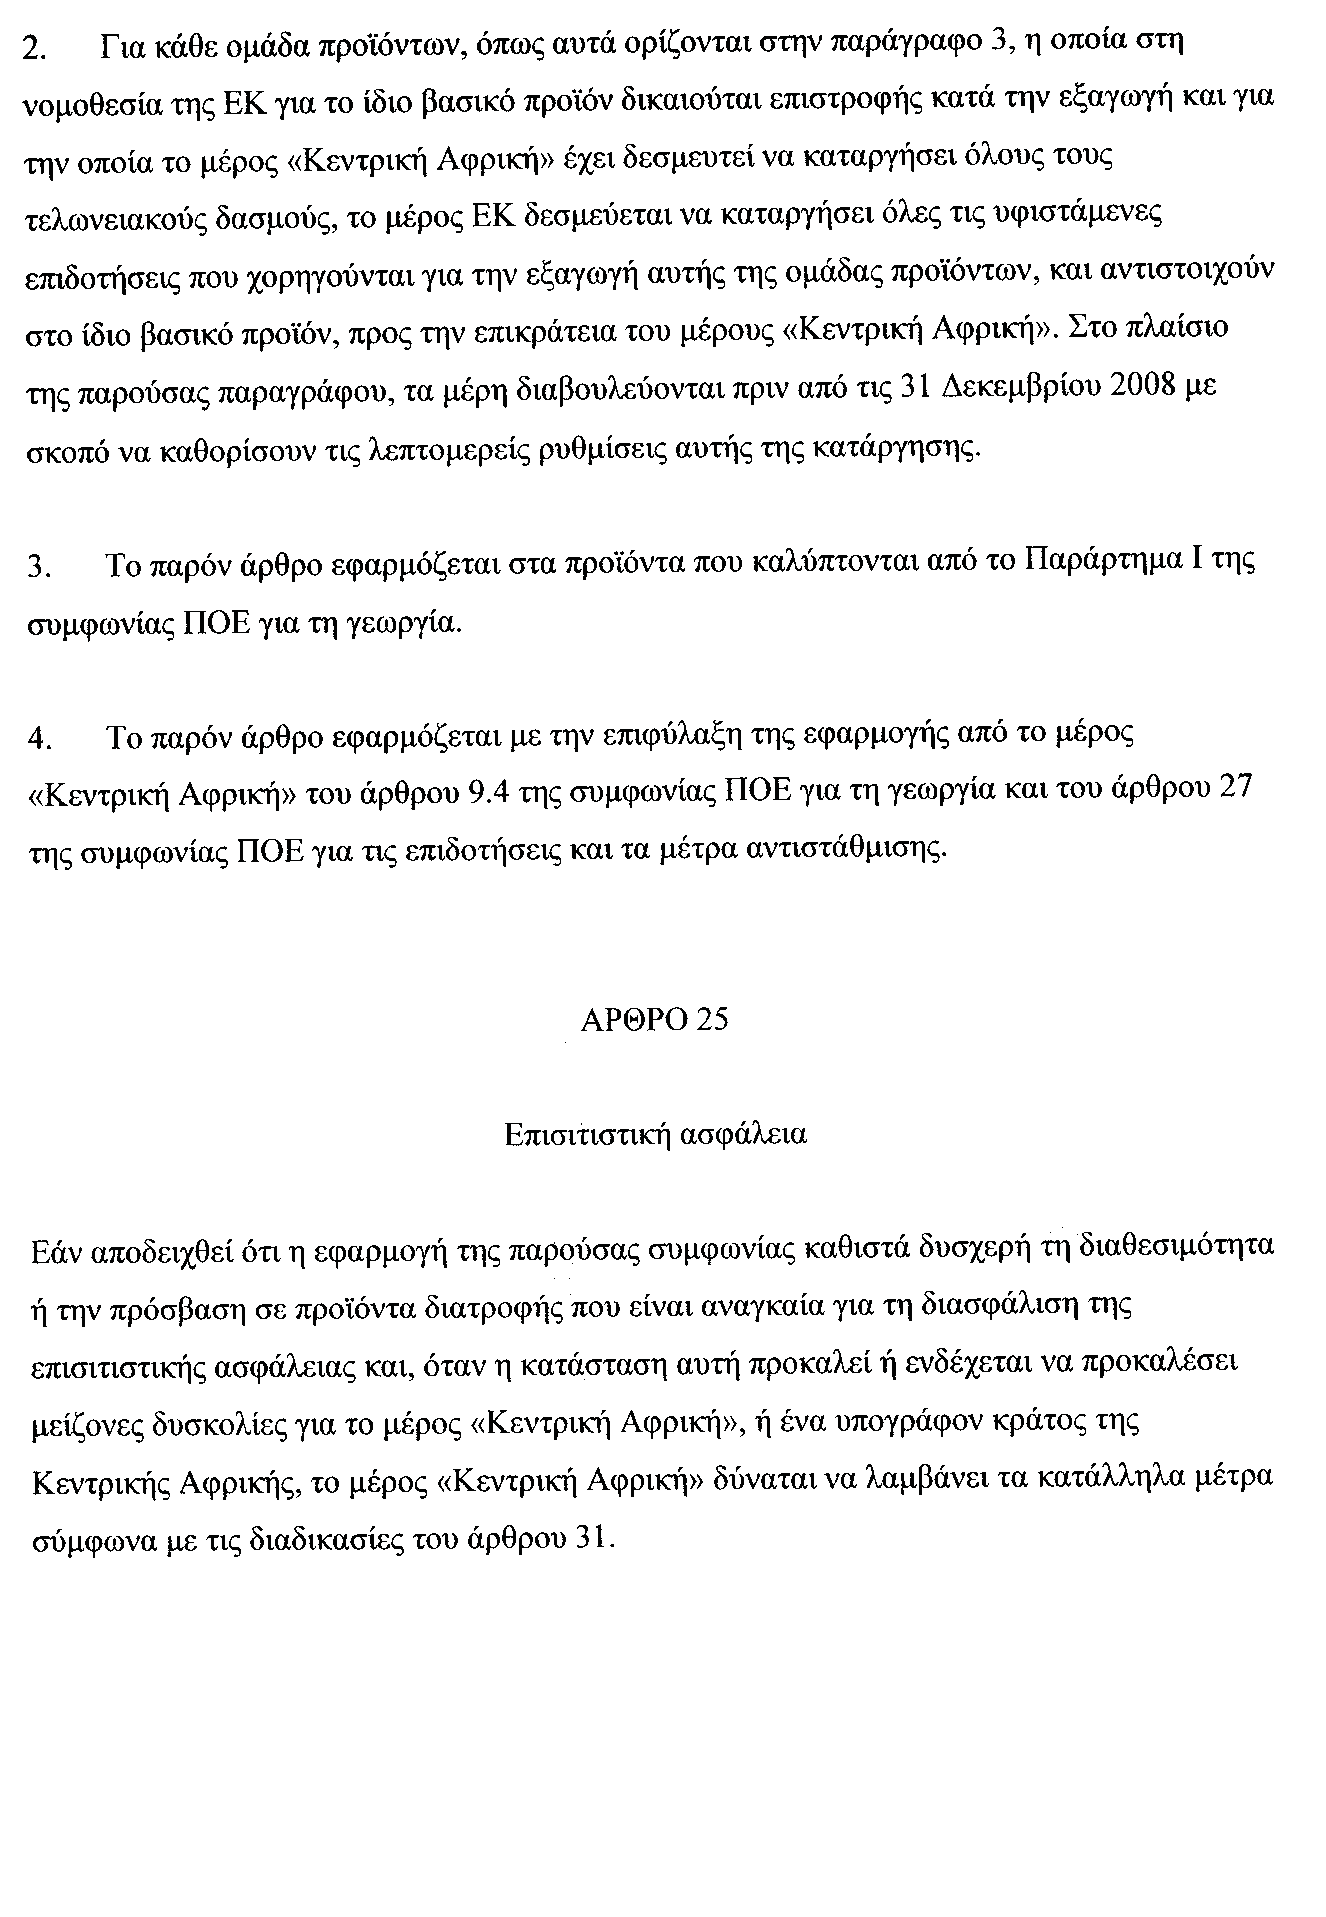 2. Για κάθε ομάδα προϊόντων, όπως αυτά ορίζονται στην παράγραφο 3, η οποία στη
νομοθεσία της ΕΚ για το ίδιο βασικό προϊόν δικαιούται επιστροφής κατά την εξαγωγή και για
την οποία το μέρος «Κεντρική Αφρική» έχει δεσμευτεί να καταργήσει όλους τους
τελωνειακούς δασμούς, το μέρος ΕΚ δεσμεύεται να καταργήσει όλες τις υφιστάμενες
επιδοτήσεις που χορηγούνται για την εξαγωγή αυτής της ομάδας προϊόντων, και αντιστοιχούν
στο ίδιο βασικό προϊόν, προς την επικράτεια του μέρους «Κεντρική Αφρική». Στο πλαίσιο
της παρούσας παραγράφου, τα μέρη διαβουλεύονται πριν από τις 31 Δεκεμβρίου 2008 με
σκοπό να καθορίσουν τις λεπτομερείς ρυθμίσεις αυτής της κατάργησης.
3. Το παρόν άρθρο εφαρμόζεται στα προϊόντα που καλύπτονται από το Παράρτημα Ι της
συμφωνίας ΠΟΕ για τη γεωργία.
4. Το παρόν άρθρο εφαρμόζεται με την επιφύλαξη της εφαρμογής από το μέρος
«Κεντρική Αφρική» του άρθρου 9.4 της συμφωνίας ΠΟΕ για τη γεωργία και του άρθρου 27
της συμφωνίας ΠΟΕ για τις επιδοτήσεις και τα μέτρα αντιστάθμισης.
ΑΡΘΡΟ 25
Επισιτιστική ασφάλεια
Εάν αποδειχθεί ότι η εφαρμογή της παρούσας συμφωνίας καθιστά δυσχερή τη διαθεσιμότητα
ή την πρόσβαση σε προϊόντα διατροφής που είναι αναγκαία για τη διασφάλιση της
επισιτιστικής ασφάλειας και, όταν η κατάσταση αυτή προκαλεί ή ενδέχεται να προκαλέσει
μείζονες δυσκολίες για το μέρος «Κεντρική Αφρική», ή ένα υπογράφον κράτος της
Κεντρικής Αφρικής, το μέρος «Κεντρική Αφρική» δύναται να λαμβάνει τα κατάλληλα μέτρα
σύμφωνα με τις διαδικασίες του άρθρου 31.